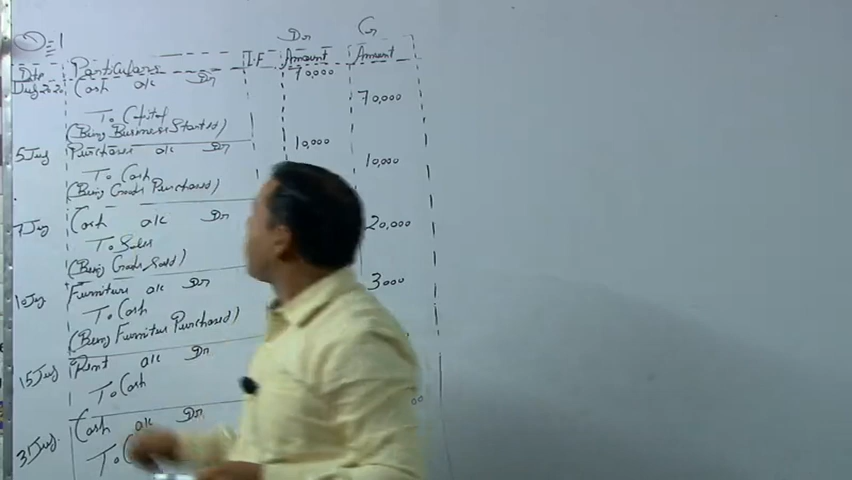 Q=1
Dr Cr
Date Particulars I.F Amount Amount
Cash a/c Dr 70,000
To Capital 70,000
(Being Business Started)
5 July Purchases a/c Dr 10,000
To Cash 10,000
(Being Goods Purchased)
7 July Cash a/c Dr
To Sales 20,000
(Being Goods Sold)
10 July Furniture a/c Dr
To Cash 3000
(Being Furniture Purchased)
15 July Rent a/c Dr
To Cash
31 July Cash a/c Dr
To